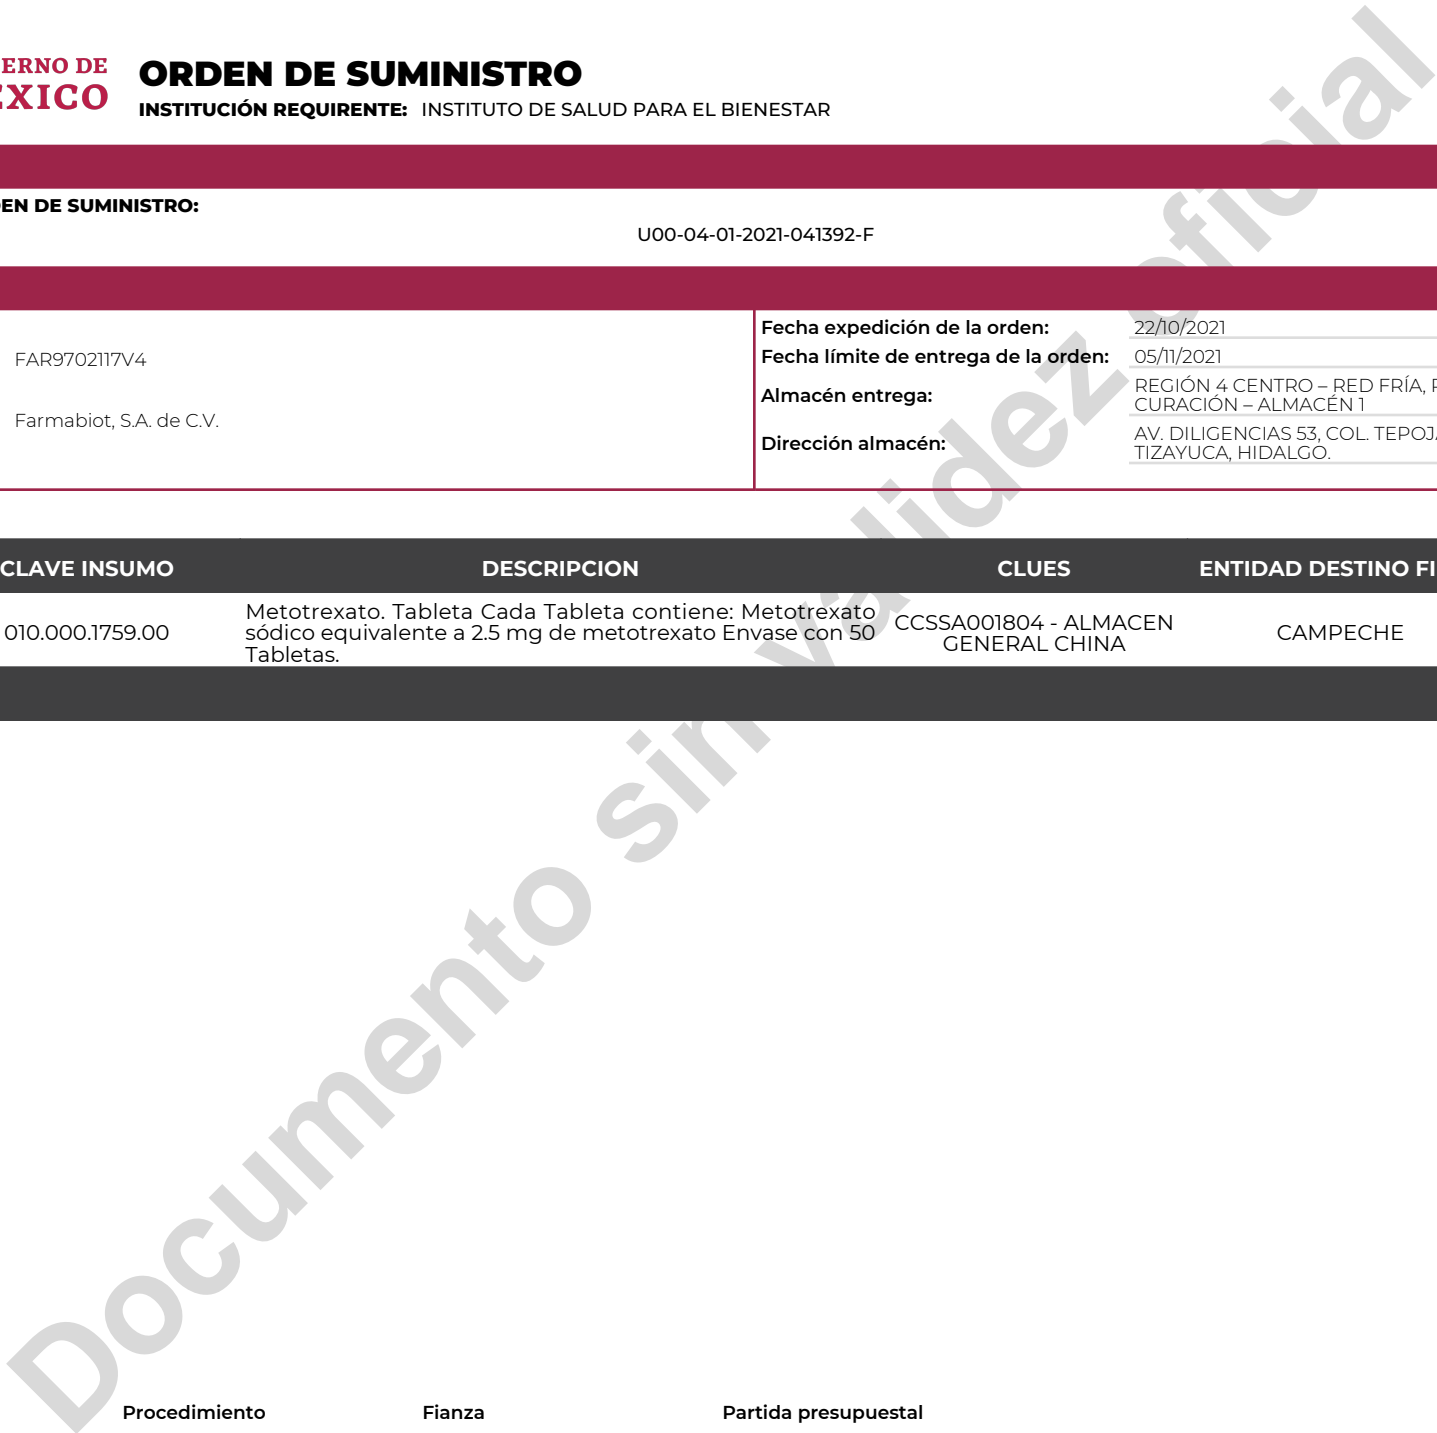 ERNO DE
EXICO
ORDEN DE SUMINISTRO
INSTITUCIÓN REQUIRENTE: INSTITUTO DE SALUD PARA EL BIENESTAR
EN DE SUMINISTRO:
U00-04-01-2021-041392-F
FAR9702117V4
Farmabiot, S.A. de C.V.
Fecha expedición de la orden: 22/10/2021
Fecha límite de entrega de la orden: 05/11/2021
Almacén entrega: REGIÓN 4 CENTRO – RED FRÍA,
CURACIÓN – ALMACÉN 1
Dirección almacén: AV. DILIGENCIAS 53, COL. TEPOJ
TIZAYUCA, HIDALGO.
CLAVE INSUMO DESCRIPCION CLUES ENTIDAD DESTINO FI
010.000.1759.00
Metotrexato. Tableta Cada Tableta contiene: Metotrexato
sódico equivalente a 2.5 mg de metotrexato Envase con 50
Tabletas.
CCSSA001804 - ALMACEN
GENERAL CHINA
CAMPECHE
Documento sin validez oficial
Procedimiento Fianza Partida presupuestal